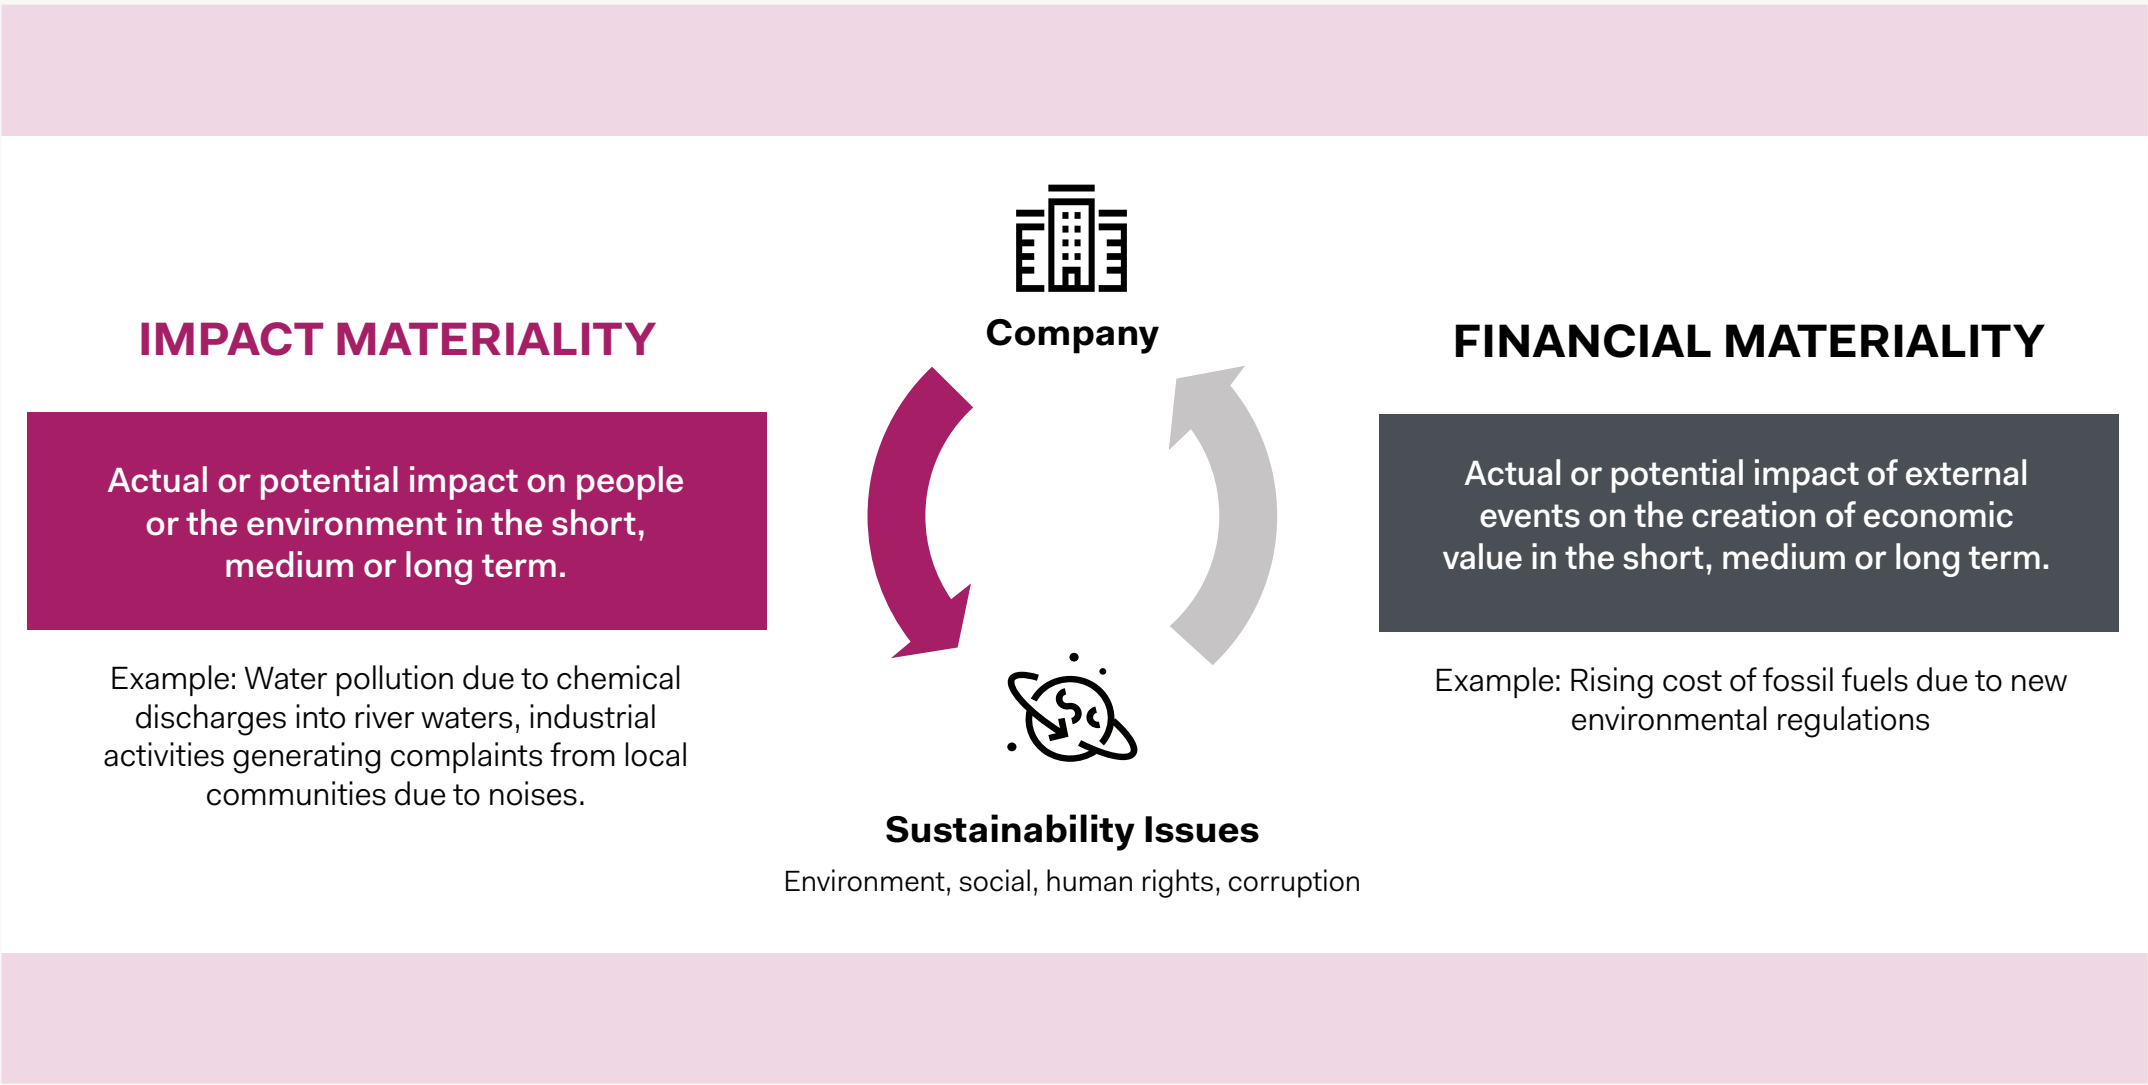 IMPACT MATERIALITY
Actual or potential impact on people
or the environment in the short,
medium or long term.
Example: Water pollution due to chemical
discharges into river waters, industrial
activities generating complaints from local
communities due to noises.
Company
Sustainability Issues
Environment, social, human rights, corruption
FINANCIAL MATERIALITY
Actual or potential impact of external
events on the creation of economic
value in the short, medium or long term.
Example: Rising cost of fossil fuels due to new
environmental regulations